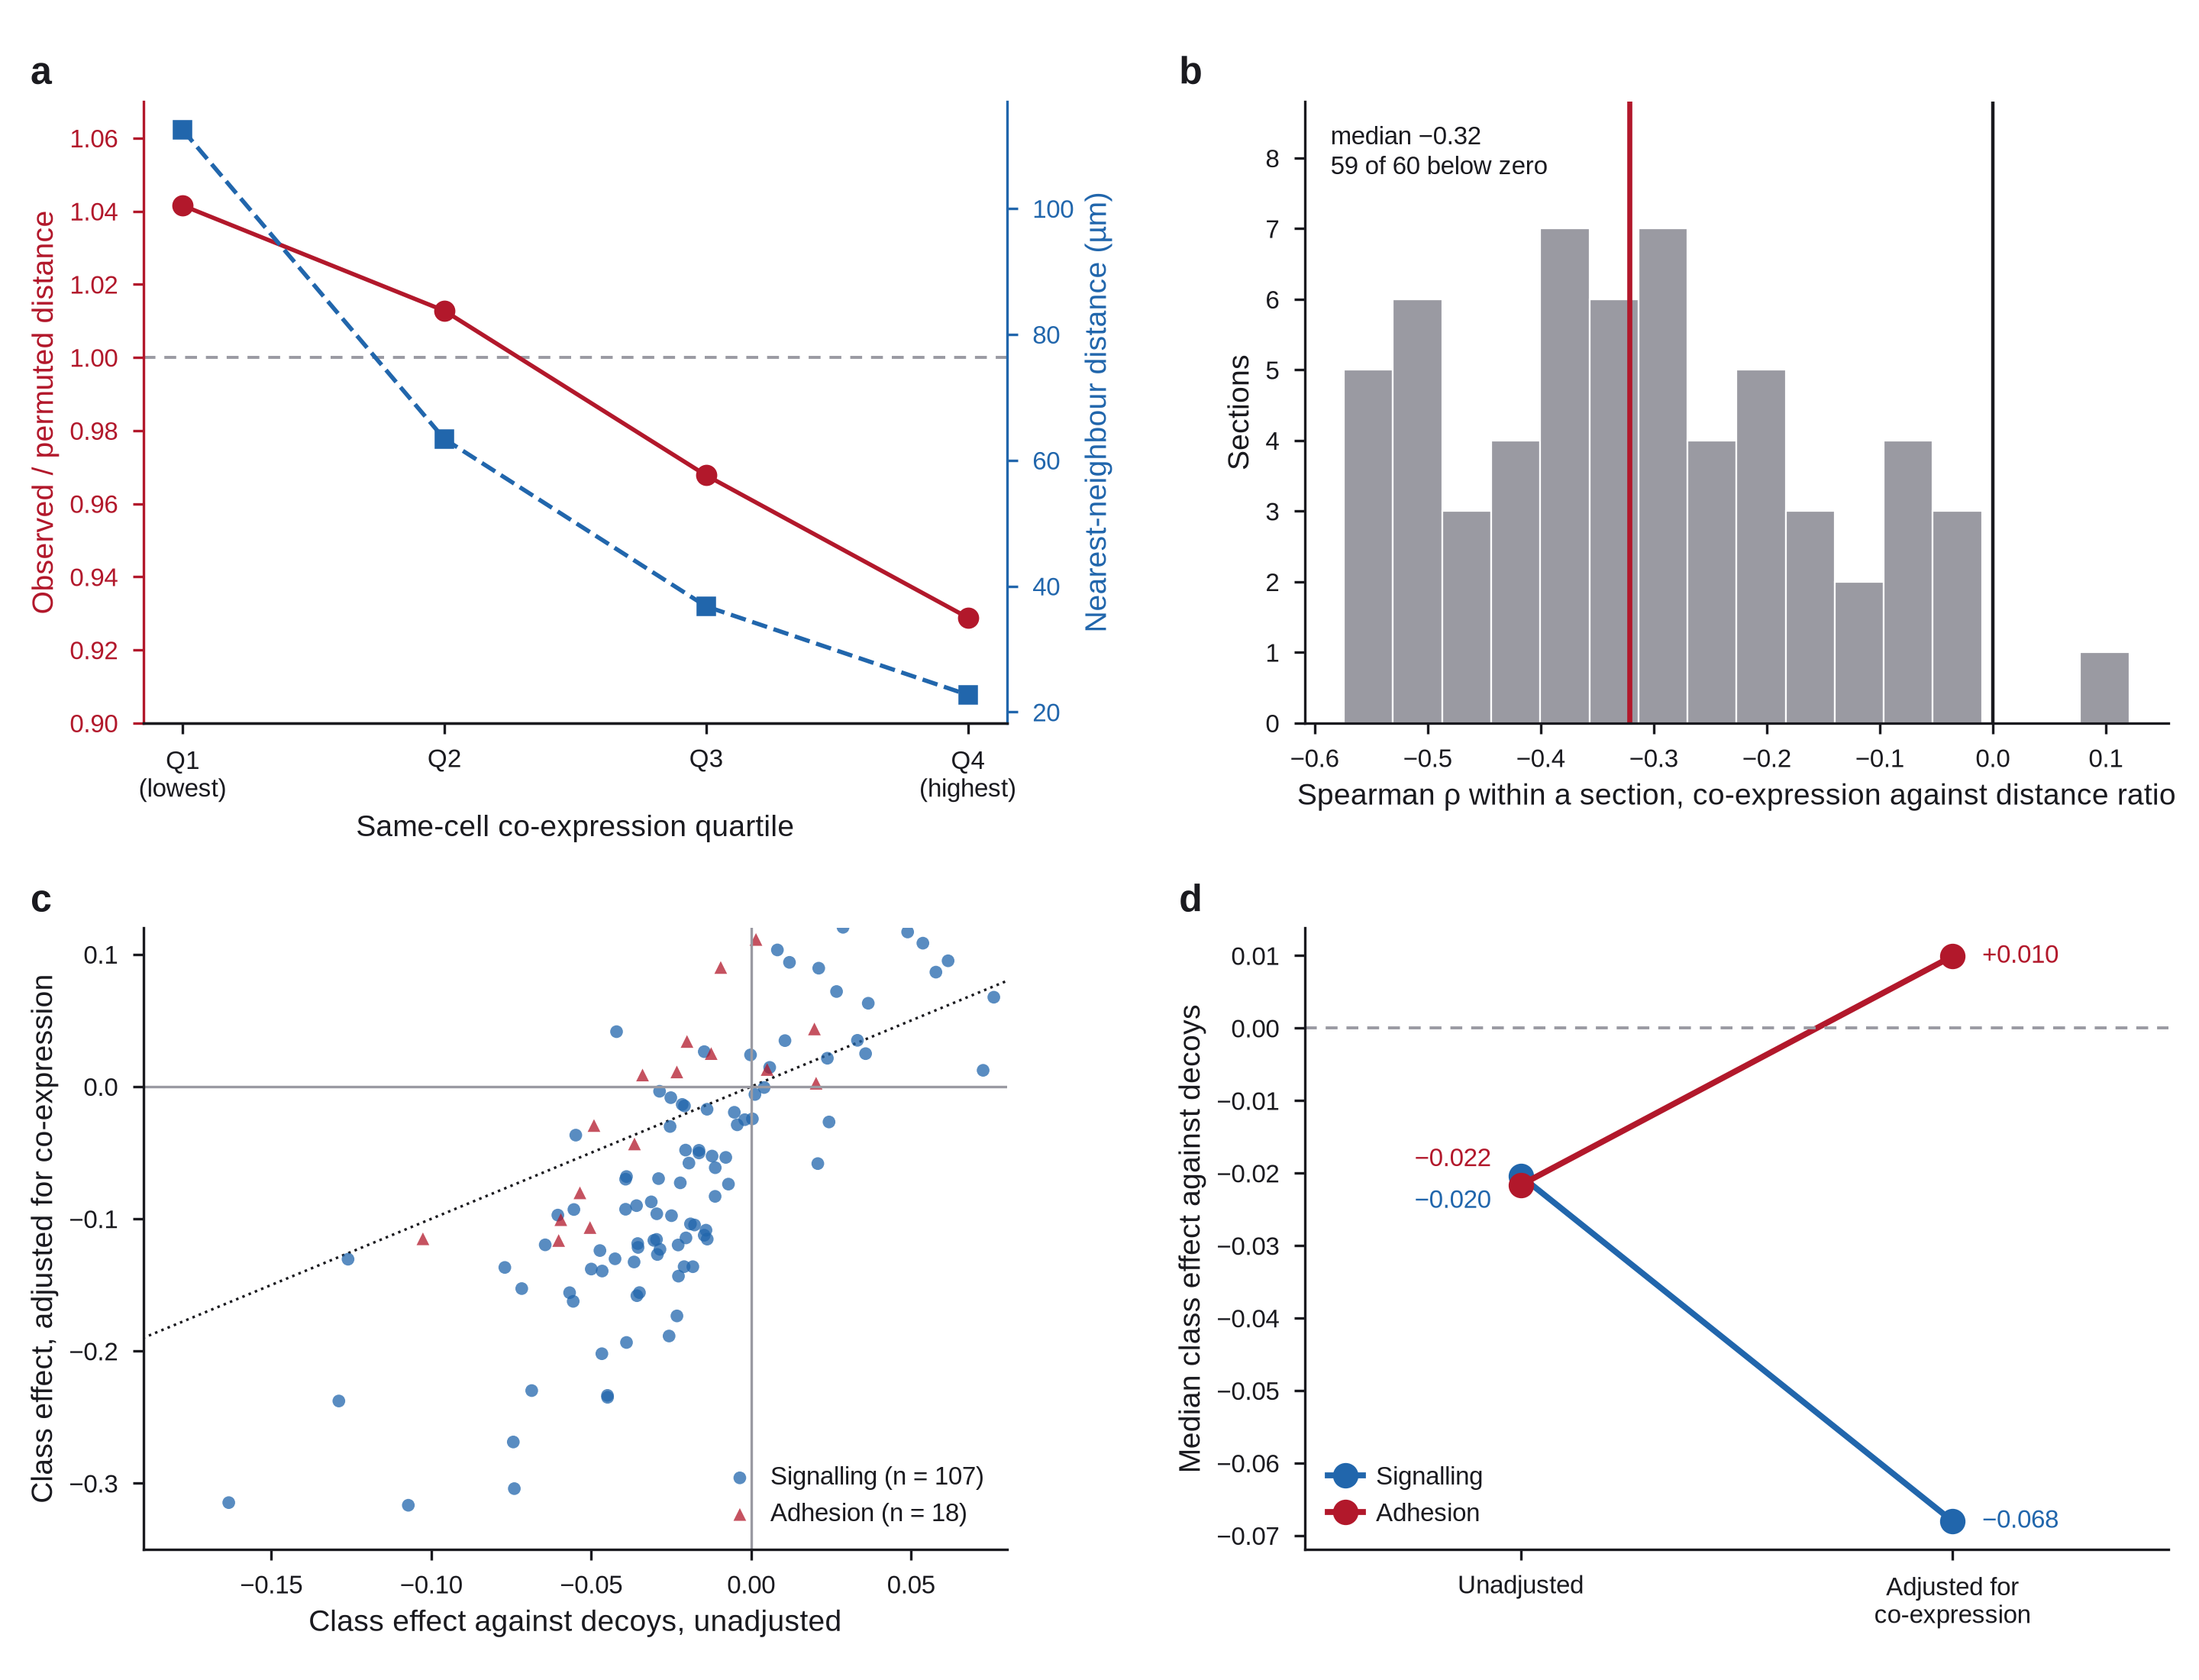 a
1.06
1.04
1.02
1.00
0.98
0.96
0.94
0.92
0.90
Observed / permuted distance
100
80
60
40
20
Nearest-neighbour distance (µm)
Q1
(lowest)
Q2
Q3
Q4
(highest)
Same-cell co-expression quartile
b
median −0.32
59 of 60 below zero
8
7
6
5
4
3
2
1
0
Sections
−0.6
−0.5
−0.4
−0.3
−0.2
−0.1
0.0
0.1
Spearman ρ within a section, co-expression against distance ratio
c
0.1
0.0
−0.1
−0.2
−0.3
Class effect, adjusted for co-expression
Signalling (n = 107)
Adhesion (n = 18)
−0.15
−0.10
−0.05
0.00
0.05
Class effect against decoys, unadjusted
d
0.01
0.00
−0.01
−0.02
−0.03
−0.04
−0.05
−0.06
−0.07
Median class effect against decoys
+0.010
−0.022
−0.020
−0.068
Signalling
Adhesion
Unadjusted
Adjusted for
co-expression